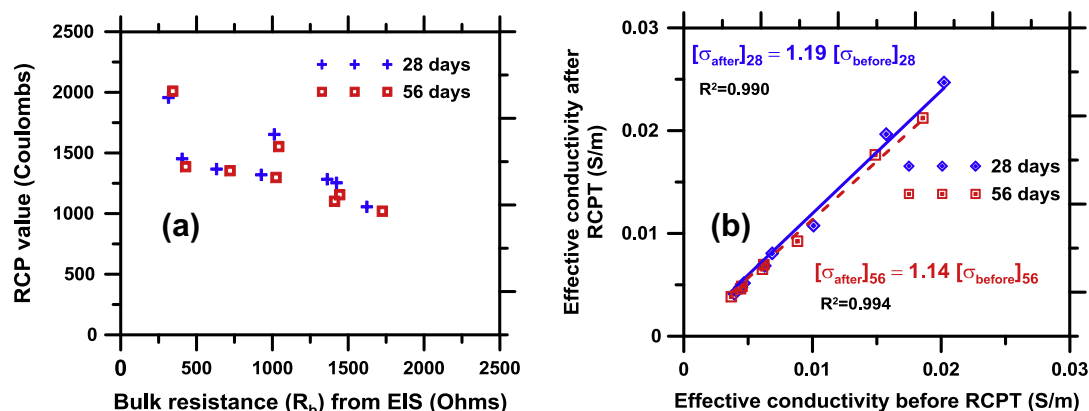 2500
2000
1500
1000
500
0
RCP value (Coulombs)
28 days
56 days
(a)
0 500 1000 1500 2000 2500
Bulk resistance (Rb) from EIS (Ohms)
0.03
0.02
0.01
0
Effective conductivity after
RCPT (S/m)
[σafter]28 = 1.19 [σbefore]28
R²=0.990
28 days
56 days
(b)
[σafter]56 = 1.14 [σbefore]56
R²=0.994
0 0.01 0.02 0.03
Effective conductivity before RCPT (S/m)